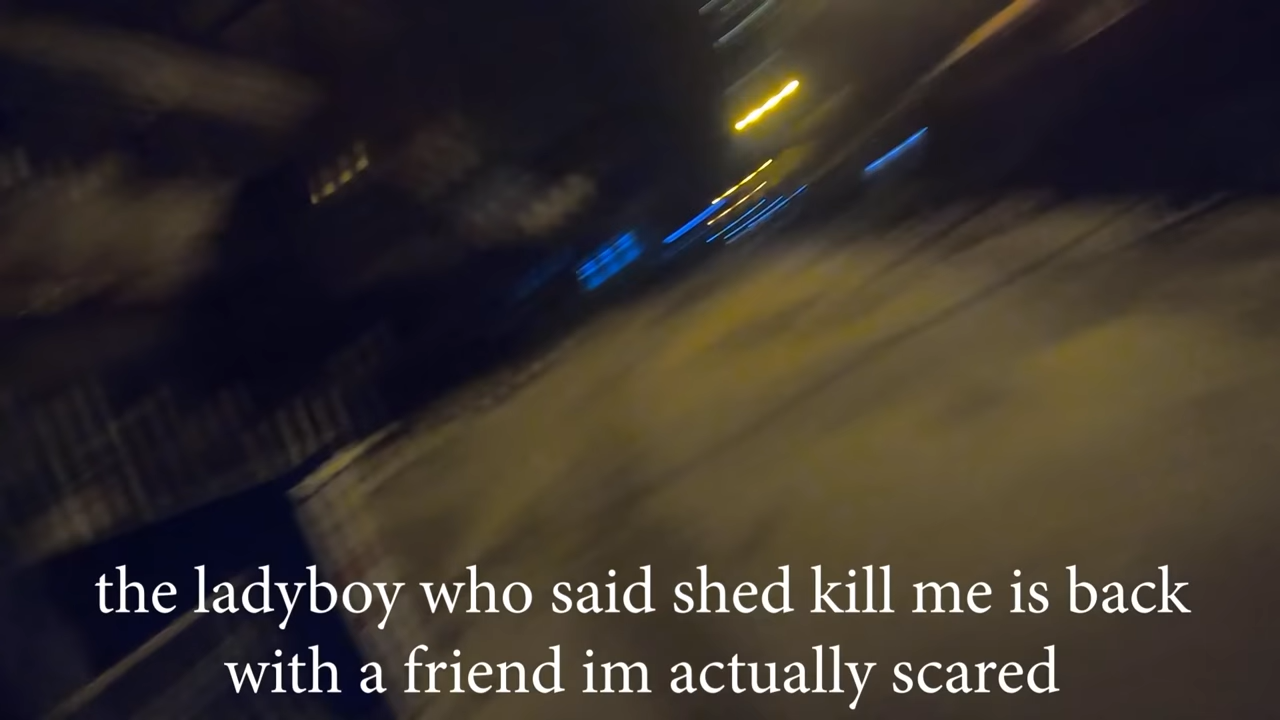 the ladyboy who said shed kill me is back
with a friend im actually scared